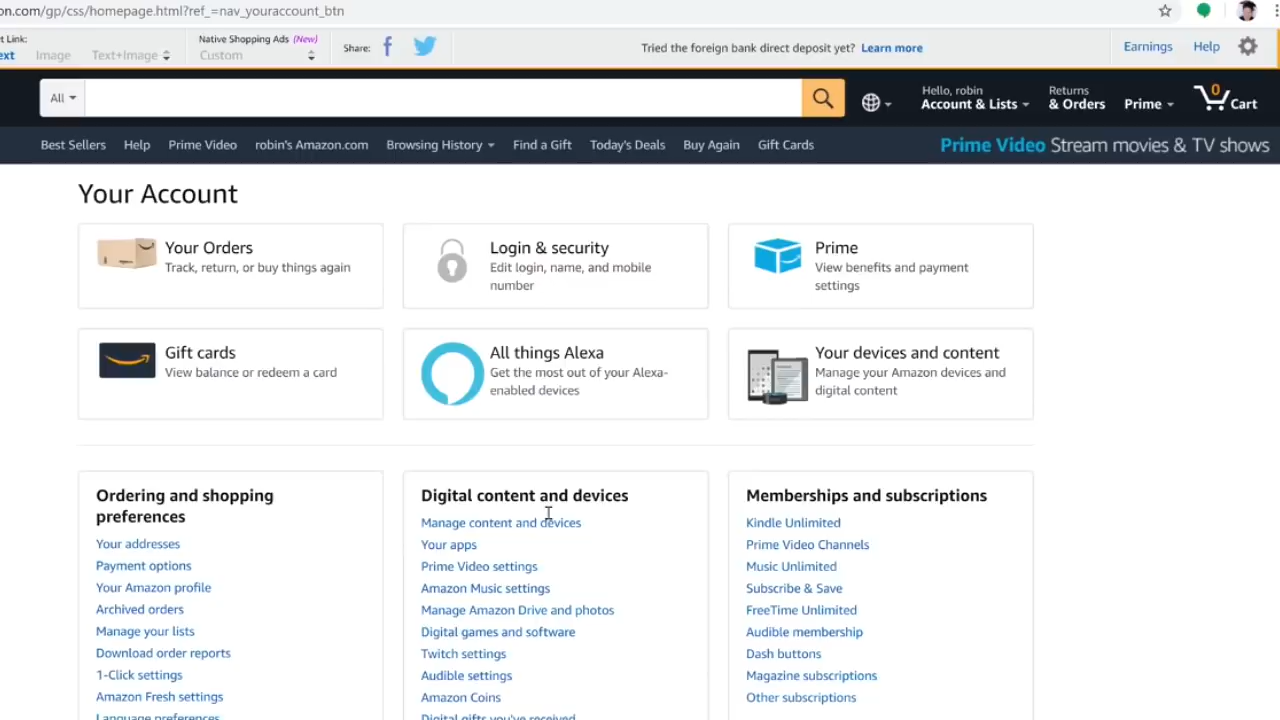 on.com/gp/css/homepage.html?ref_=nav_youraccount_btn
t Link:
ext Image Text+Image
Native Shopping Ads (New)
Custom
Share:
Tried the foreign bank direct deposit yet? Learn more
Earnings Help
All
Hello, robin
Account & Lists
Returns
& Orders
Prime
0
Cart
Best Sellers Help Prime Video robin's Amazon.com Browsing History Find a Gift Today's Deals Buy Again Gift Cards
Prime Video Stream movies & TV shows
Your Account
Your Orders
Track, return, or buy things again
Login & security
Edit login, name, and mobile
number
Prime
View benefits and payment
settings
Gift cards
View balance or redeem a card
All things Alexa
Get the most out of your Alexa-
enabled devices
Your devices and content
Manage your Amazon devices and
digital content
Ordering and shopping
preferences
Your addresses
Payment options
Your Amazon profile
Archived orders
Manage your lists
Download order reports
1-Click settings
Amazon Fresh settings
Language preferences
Digital content and devices
Manage content and devices
Your apps
Prime Video settings
Amazon Music settings
Manage Amazon Drive and photos
Digital games and software
Twitch settings
Audible settings
Amazon Coins
Digital gifts you've received
Memberships and subscriptions
Kindle Unlimited
Prime Video Channels
Music Unlimited
Subscribe & Save
FreeTime Unlimited
Audible membership
Dash buttons
Magazine subscriptions
Other subscriptions